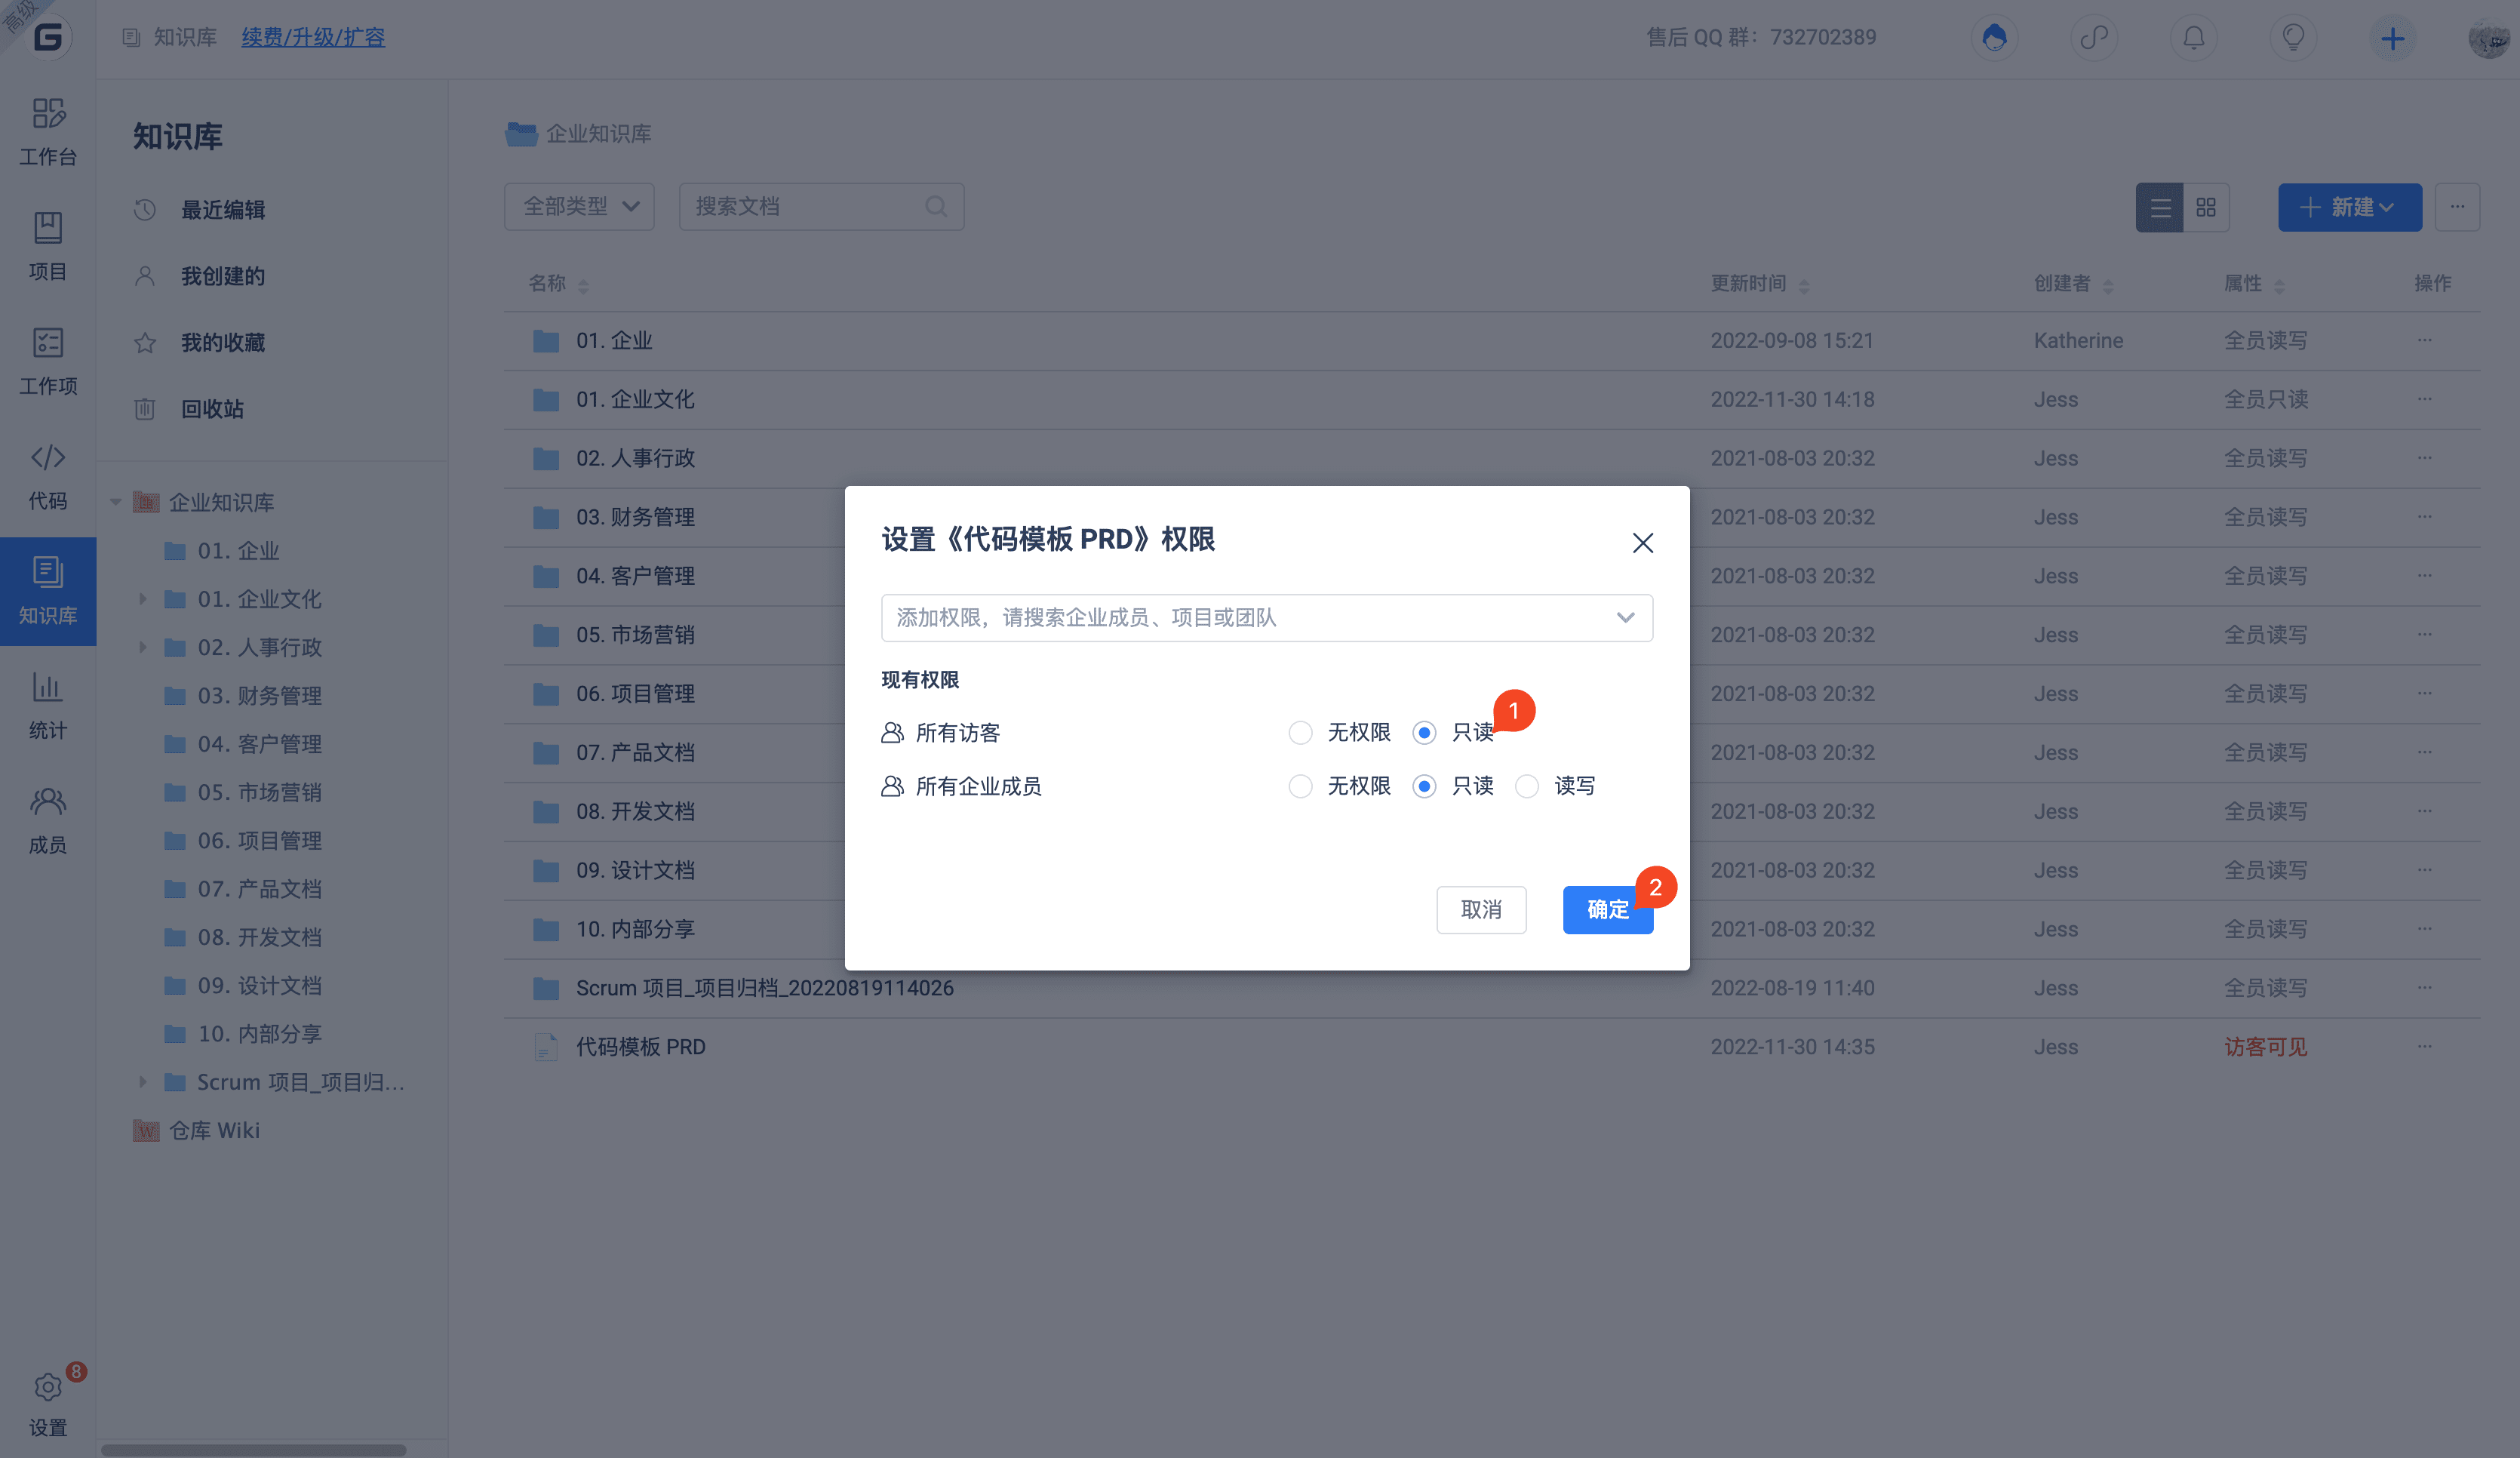 高级
G
知识库 续费/升级/扩容
售后 QQ 群：732702389
工作台
项目
工作项
代码
知识库
统计
成员
8
设置
知识库
最近编辑
我创建的
我的收藏
回收站
企业知识库
01. 企业
01. 企业文化
02. 人事行政
03. 财务管理
04. 客户管理
05. 市场营销
06. 项目管理
07. 产品文档
08. 开发文档
09. 设计文档
10. 内部分享
Scrum 项目_项目归...
W 仓库 Wiki
企业知识库
全部类型 搜索文档 新建 ...
名称 更新时间 创建者 属性 操作
01. 企业 2022-09-08 15:21 Katherine 全员读写 ...
01. 企业文化 2022-11-30 14:18 Jess 全员只读 ...
02. 人事行政 2021-08-03 20:32 Jess 全员读写 ...
03. 财务管理 2021-08-03 20:32 Jess 全员读写 ...
04. 客户管理 2021-08-03 20:32 Jess 全员读写 ...
05. 市场营销 2021-08-03 20:32 Jess 全员读写 ...
06. 项目管理 2021-08-03 20:32 Jess 全员读写 ...
07. 产品文档 2021-08-03 20:32 Jess 全员读写 ...
08. 开发文档 2021-08-03 20:32 Jess 全员读写 ...
09. 设计文档 2021-08-03 20:32 Jess 全员读写 ...
10. 内部分享 2021-08-03 20:32 Jess 全员读写 ...
Scrum 项目_项目归档_20220819114026 2022-08-19 11:40 Jess 全员读写 ...
代码模板 PRD 2022-11-30 14:35 Jess 访客可见 ...
设置《代码模板 PRD》权限
添加权限，请搜索企业成员、项目或团队
现有权限
所有访客 无权限 只读 1
所有企业成员 无权限 只读 读写
取消 确定 2